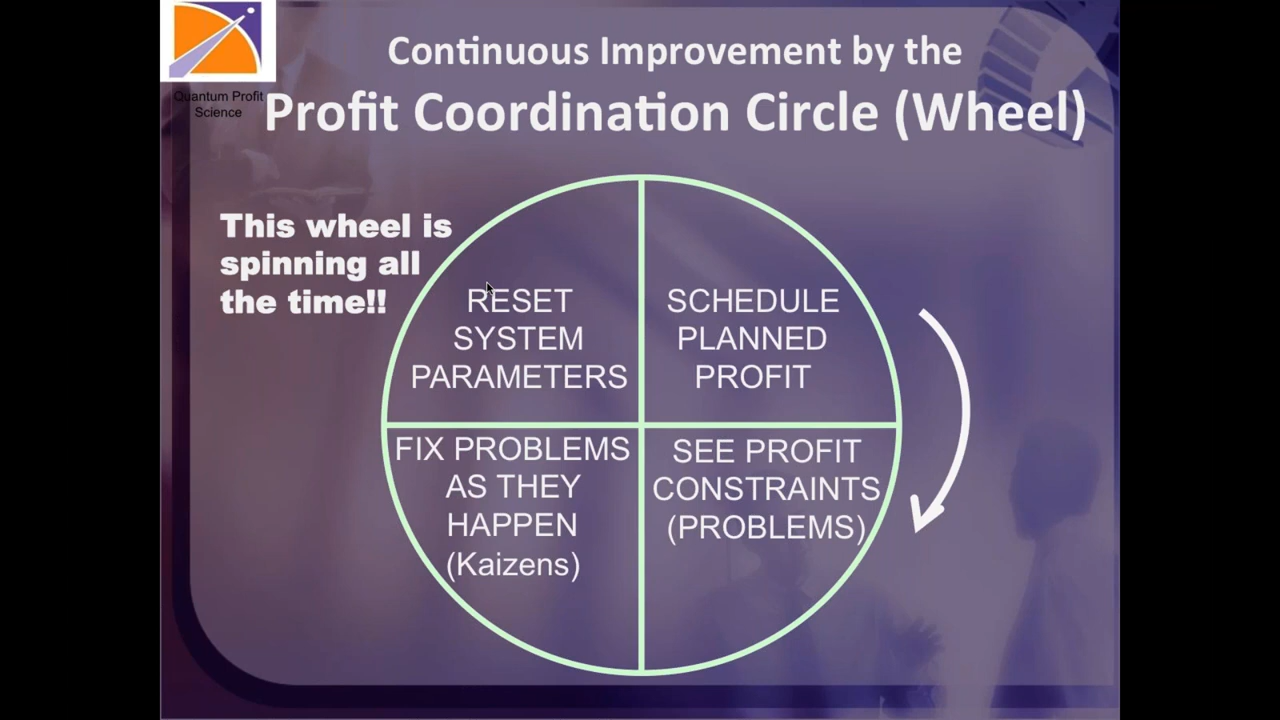 Quantum Profit
Science
Continuous Improvement by the
Profit Coordination Circle (Wheel)
This wheel is
spinning all
the time!!
RESET
SYSTEM
PARAMETERS
SCHEDULE
PLANNED
PROFIT
FIX PROBLEMS
AS THEY
HAPPEN
(Kaizens)
SEE PROFIT
CONSTRAINTS
(PROBLEMS)